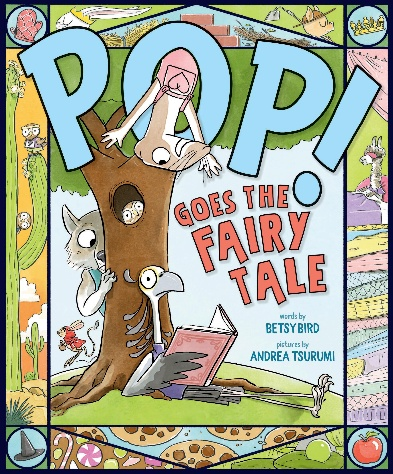 POP!
GOES THE
FAIRY
TALE
words by
BETSY BIRD
pictures by
ANDREA TSURUMI